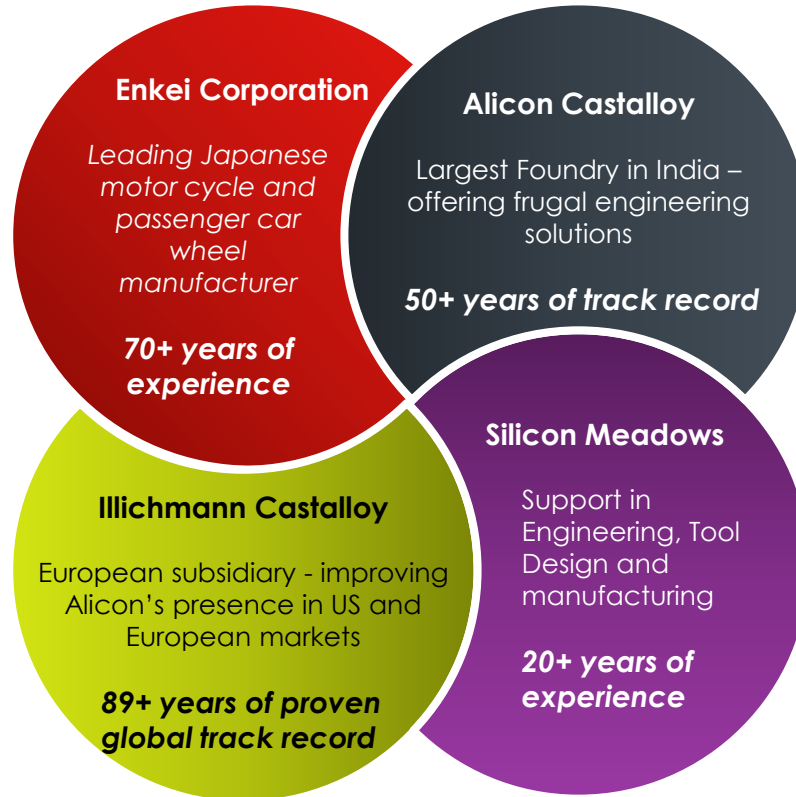 Enkei Corporation
Leading Japanese
motor cycle and
passenger car
wheel
manufacturer
70+ years of
experience
Alicon Castalloy
Largest Foundry in India –
offering frugal engineering
solutions
50+ years of track record
Illichmann Castalloy
European subsidiary - improving
Alicon's presence in US and
European markets
89+ years of proven
global track record
Silicon Meadows
Support in
Engineering, Tool
Design and
manufacturing
20+ years of
experience